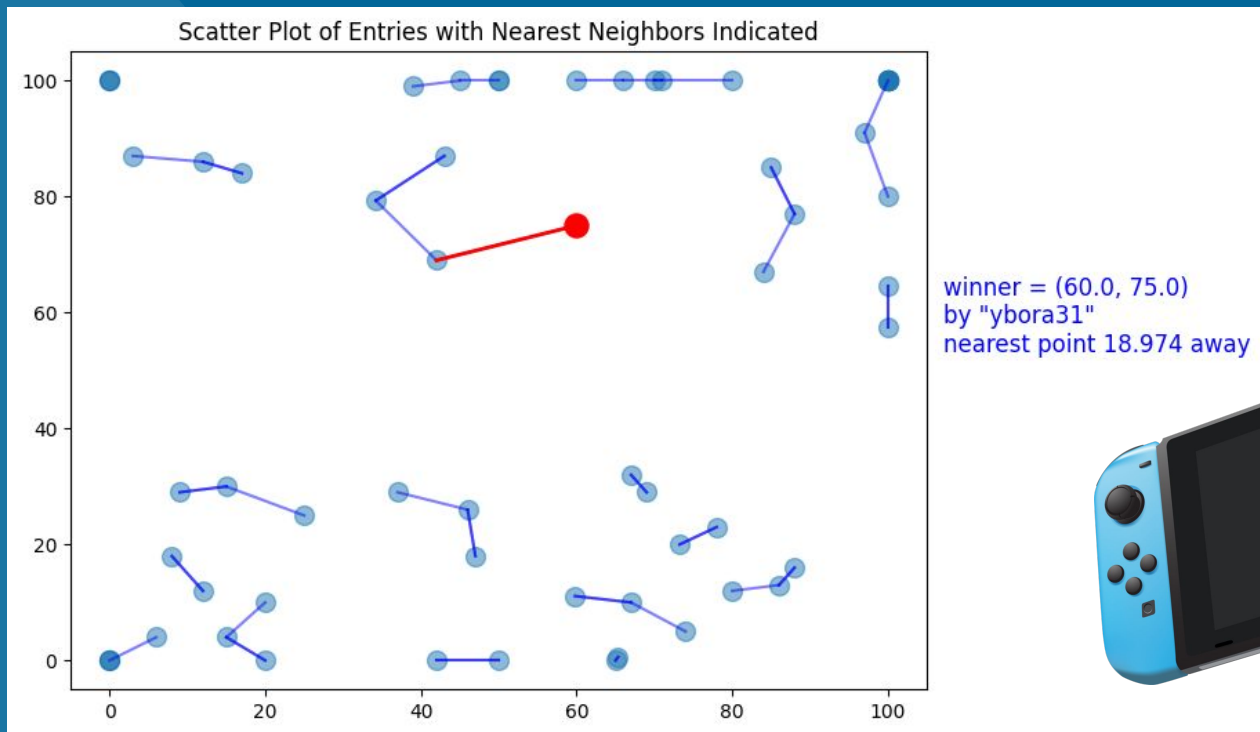 Scatter Plot of Entries with Nearest Neighbors Indicated
100
80
60
40
20
0
0 20 40 60 80 100
winner = (60.0, 75.0)
by "ybora31"
nearest point 18.974 away